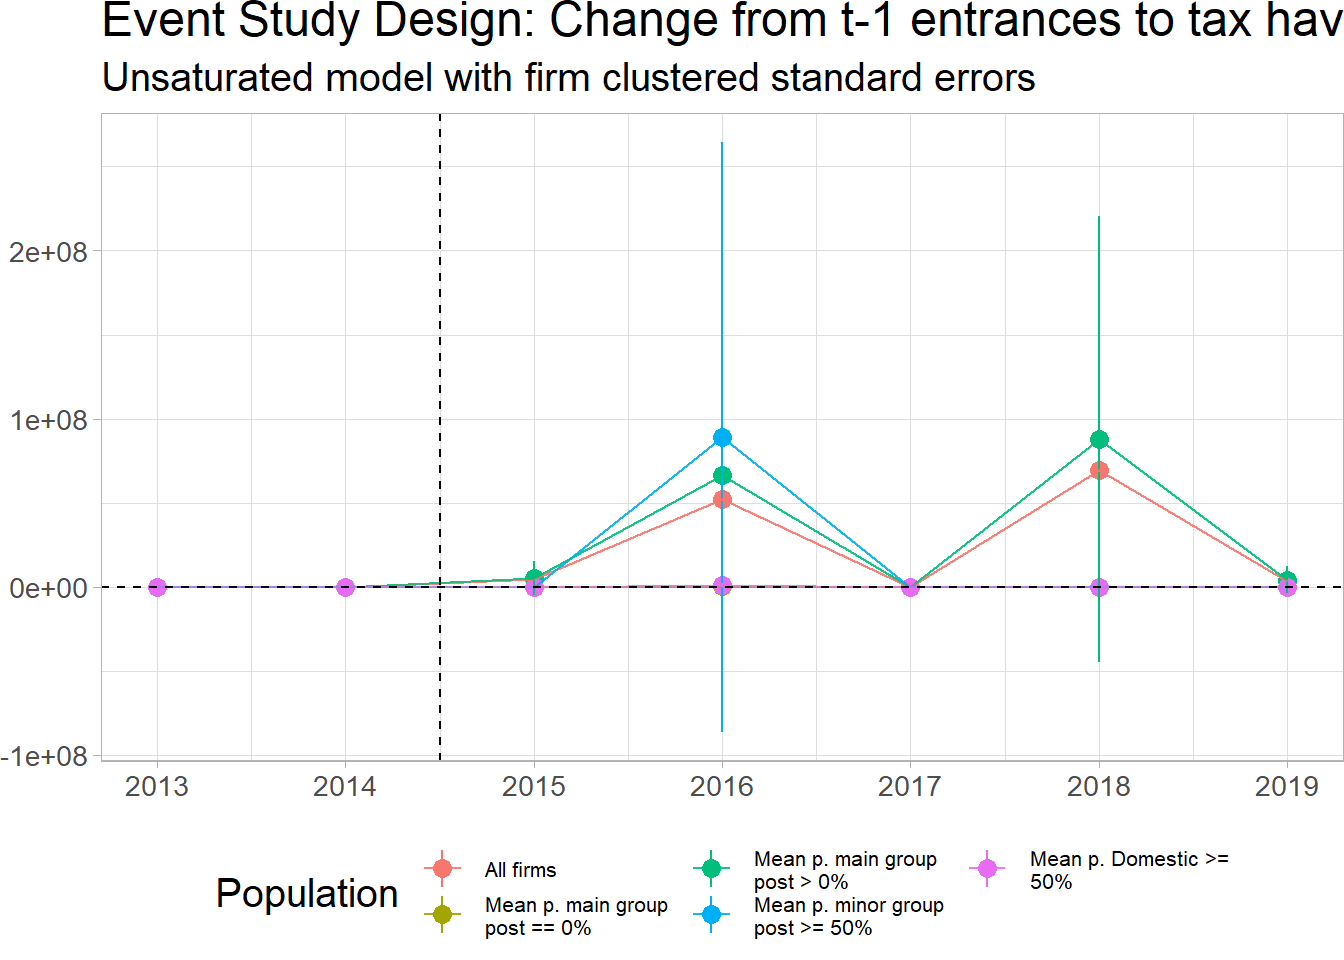 Event Study Design: Change from t-1 entrances to tax hav
Unsaturated model with firm clustered standard errors
2e+08
1e+08
0e+00
-1e+08
2013 2014 2015 2016 2017 2018 2019
Population
All firms
Mean p. main group
post == 0%
Mean p. main group
post > 0%
Mean p. minor group
post >= 50%
Mean p. Domestic >=
50%